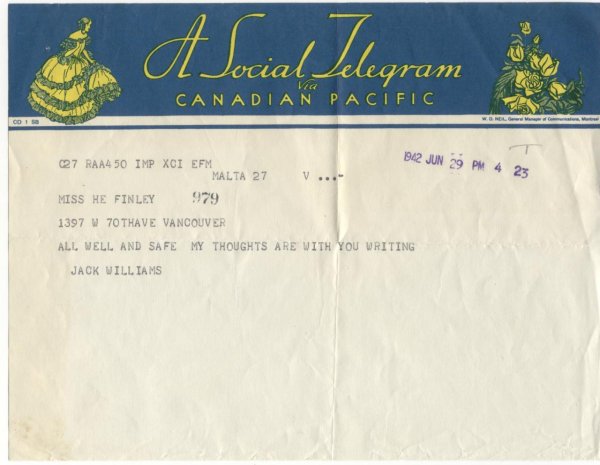 A Social Telegram
Via
CANADIAN PACIFIC
CD 1 SB
W. D. NEIL, General Manager of Communications, Montreal
C27 RAA450 IMP XCI EFM
1942 JUN 29 PM 4 23
T
MALTA 27 V ...-
MISS HE FINLEY 979
1397 W 70THAVE VANCOUVER
ALL WELL AND SAFE MY THOUGHTS ARE WITH YOU WRITING
JACK WILLIAMS